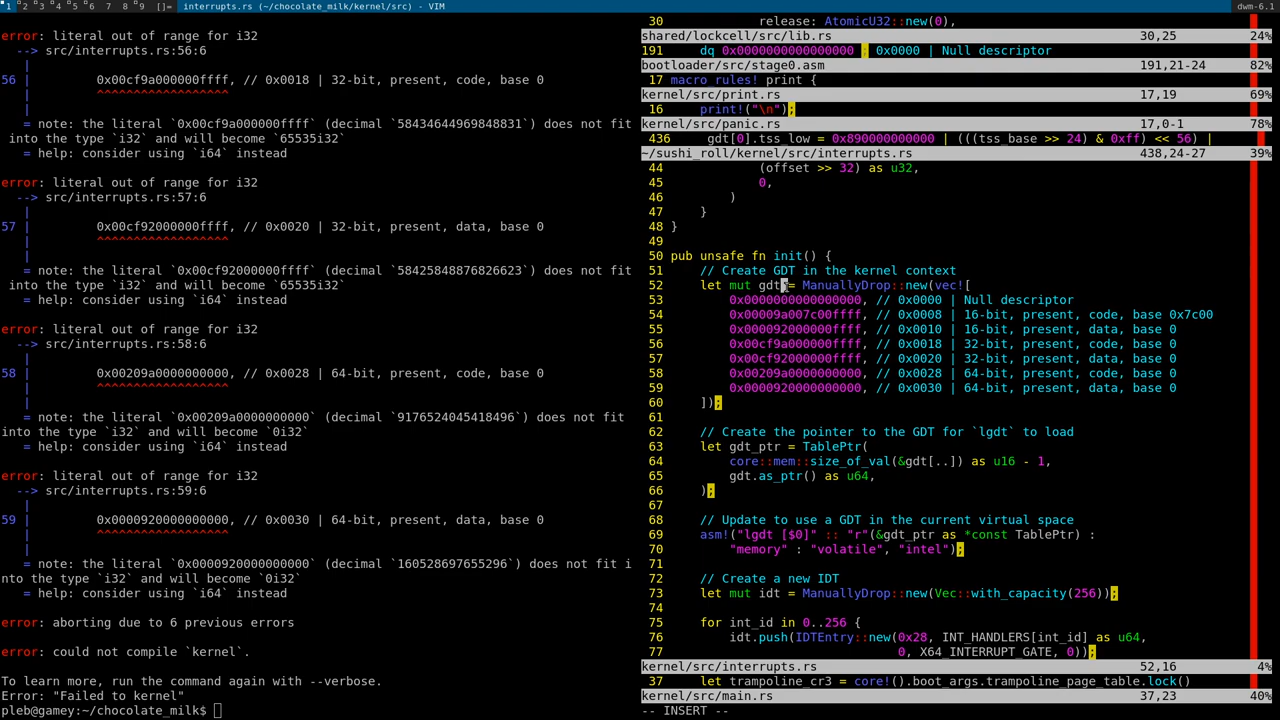 1 2 3 4 5 6 7 8 9 []= interrupts.rs (~/chocolate_milk/kernel/src) - VIM dwm-6.1
error: literal out of range for i32
--> src/interrupts.rs:56:6
|
56 | 0x00cf9a000000ffff, // 0x0018 | 32-bit, present, code, base 0
| ^^^^^^^^^^^^^^^^^^
|
= note: the literal `0x00cf9a000000ffff` (decimal `58434644969848831`) does not fit
into the type `i32` and will become `65535i32`
= help: consider using `i64` instead
error: literal out of range for i32
--> src/interrupts.rs:57:6
|
57 | 0x00cf92000000ffff, // 0x0020 | 32-bit, present, data, base 0
| ^^^^^^^^^^^^^^^^^^
|
= note: the literal `0x00cf92000000ffff` (decimal `58425848876826623`) does not fit
into the type `i32` and will become `65535i32`
= help: consider using `i64` instead
error: literal out of range for i32
--> src/interrupts.rs:58:6
|
58 | 0x00209a0000000000, // 0x0028 | 64-bit, present, code, base 0
| ^^^^^^^^^^^^^^^^^^
|
= note: the literal `0x00209a0000000000` (decimal `9176524045418496`) does not fit
into the type `i32` and will become `0i32`
= help: consider using `i64` instead
error: literal out of range for i32
--> src/interrupts.rs:59:6
|
59 | 0x0000920000000000, // 0x0030 | 64-bit, present, data, base 0
| ^^^^^^^^^^^^^^^^^^
|
= note: the literal `0x0000920000000000` (decimal `160528697655296`) does not fit i
nto the type `i32` and will become `0i32`
= help: consider using `i64` instead
error: aborting due to 6 previous errors
error: could not compile `kernel`.
To learn more, run the command again with --verbose.
Error: "Failed to kernel"
pleb@gamey:~/chocolate_milk$
30 release: AtomicU32::new(0),
shared/lockcell/src/lib.rs 30,25 24%
191 dq 0x0000000000000000 ; 0x0000 | Null descriptor
bootloader/src/stage0.asm 191,21-24 82%
17 macro_rules! print {
kernel/src/print.rs 17,19 69%
16 print!("\n");
kernel/src/panic.rs 17,0-1 78%
436 gdt[0].tss_low = 0x890000000000 | (((tss_base >> 24) & 0xff) << 56) |
~/sushi_roll/kernel/src/interrupts.rs 438,24-27 39%
44 (offset >> 32) as u32,
45 0,
46 )
47 }
48 }
49
50 pub unsafe fn init() {
51 // Create GDT in the kernel context
52 let mut gdt = ManuallyDrop::new(vec![
53 0x0000000000000000, // 0x0000 | Null descriptor
54 0x00009a007c00ffff, // 0x0008 | 16-bit, present, code, base 0x7c00
55 0x000092000000ffff, // 0x0010 | 16-bit, present, data, base 0
56 0x00cf9a000000ffff, // 0x0018 | 32-bit, present, code, base 0
57 0x00cf92000000ffff, // 0x0020 | 32-bit, present, data, base 0
58 0x00209a0000000000, // 0x0028 | 64-bit, present, code, base 0
59 0x0000920000000000, // 0x0030 | 64-bit, present, data, base 0
60 ]);
61
62 // Create the pointer to the GDT for `lgdt` to load
63 let gdt_ptr = TablePtr(
64 core::mem::size_of_val(&gdt[..]) as u16 - 1,
65 gdt.as_ptr() as u64,
66 );
67
68 // Update to use a GDT in the current virtual space
69 asm!("lgdt [$0]" :: "r"(&gdt_ptr as *const TablePtr) :
70 "memory" : "volatile", "intel");
71
72 // Create a new IDT
73 let mut idt = ManuallyDrop::new(Vec::with_capacity(256));
74
75 for int_id in 0..256 {
76 idt.push(IDTEntry::new(0x28, INT_HANDLERS[int_id] as u64,
77 0, X64_INTERRUPT_GATE, 0));
kernel/src/interrupts.rs 52,16 4%
37 let trampoline_cr3 = core!().boot_args.trampoline_page_table.lock()
kernel/src/main.rs 37,23 40%
-- INSERT --